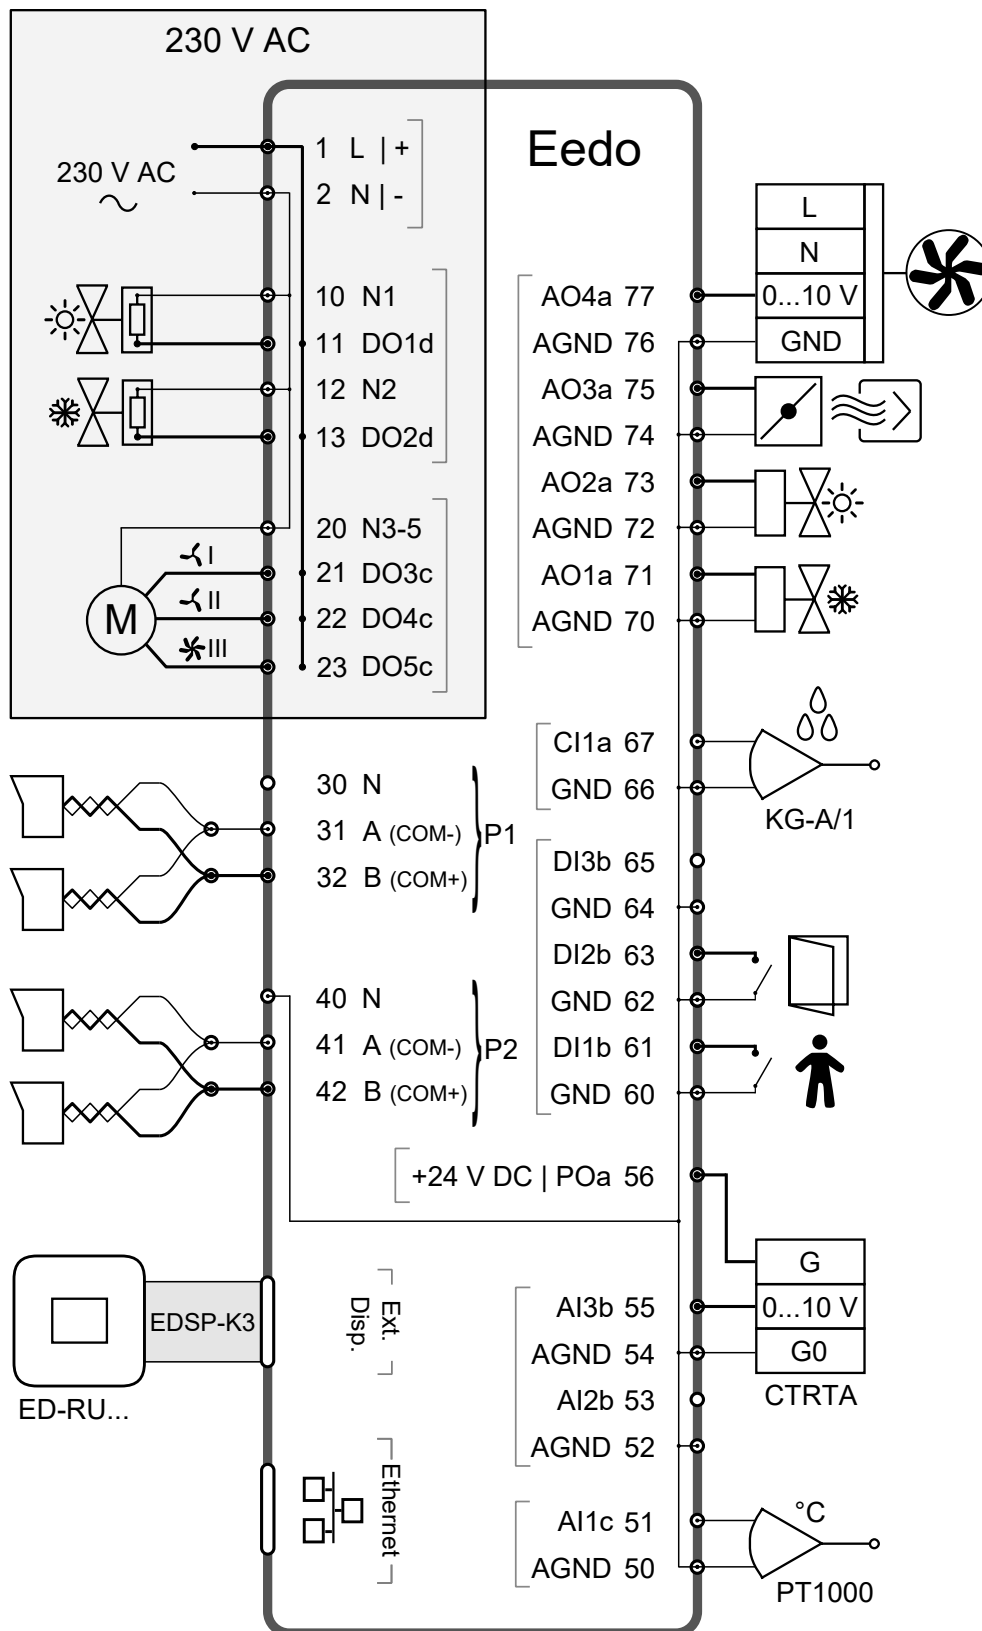 230 V AC
Eedo
230 V AC
1 L | +
2 N | -
10 N1
11 DO1d
12 N2
13 DO2d
20 N3-5
21 DO3c
22 DO4c
23 DO5c
I
II
III
M
30 N
31 A (COM-)
32 B (COM+)
P1
40 N
41 A (COM-)
42 B (COM+)
P2
EDSP-K3
ED-RU...
Ext.
Disp.
Ethernet
AO4a 77
AGND 76
AO3a 75
AGND 74
AO2a 73
AGND 72
AO1a 71
AGND 70
CI1a 67
GND 66
DI3b 65
GND 64
DI2b 63
GND 62
DI1b 61
GND 60
+24 V DC | POa 56
AI3b 55
AGND 54
AI2b 53
AGND 52
AI1c 51
AGND 50
L
N
0...10 V
GND
KG-A/1
G
0...10 V
G0
CTRTA
°C
PT1000